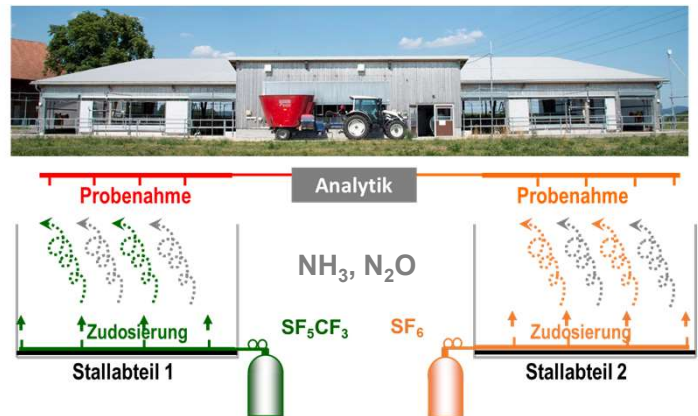 Analytik
Probenahme
Probenahme
NH₃, N₂O
Zudosierung
SF₅CF₃
SF₆
Zudosierung
Stallabteil 1
Stallabteil 2